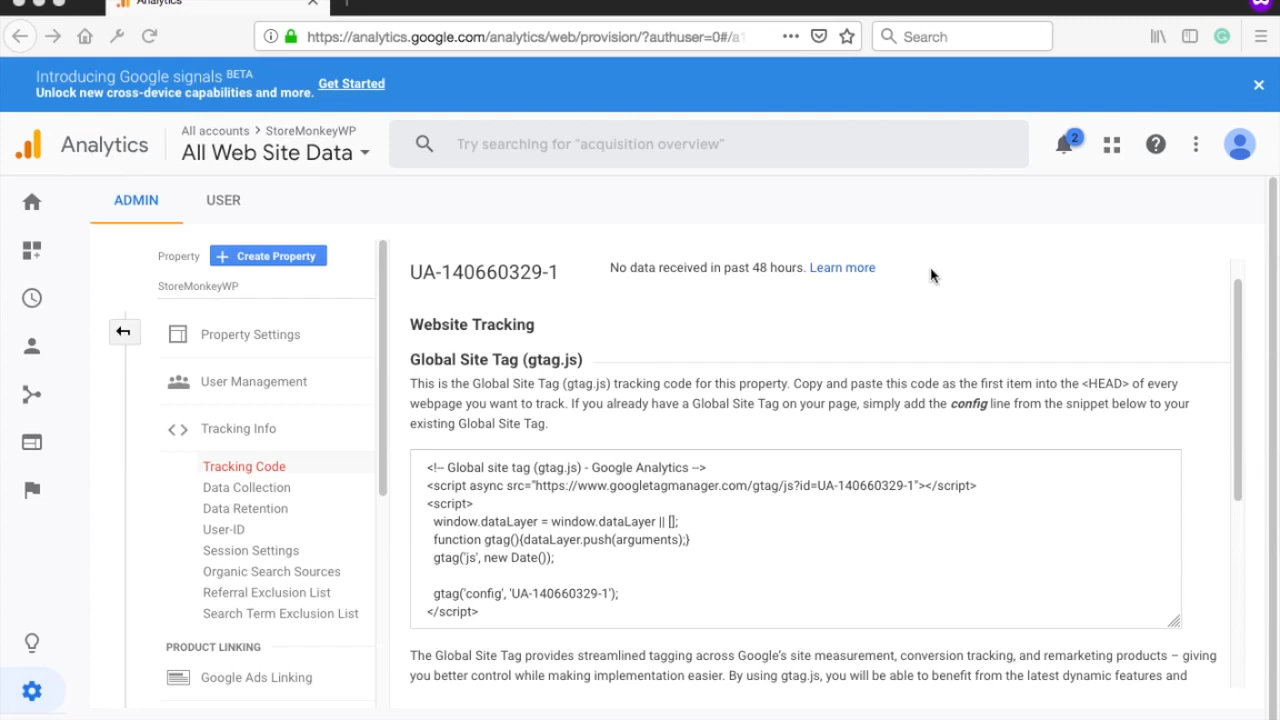 Analytics
https://analytics.google.com/analytics/web/provision/?authuser=0#/a1
Search
Introducing Google signals BETA
Unlock new cross-device capabilities and more. Get Started
Analytics
All accounts > StoreMonkeyWP
All Web Site Data
Try searching for "acquisition overview"
2
ADMIN USER
Property + Create Property
StoreMonkeyWP
Property Settings
User Management
Tracking Info
Tracking Code
Data Collection
Data Retention
User-ID
Session Settings
Organic Search Sources
Referral Exclusion List
Search Term Exclusion List
PRODUCT LINKING
Google Ads Linking
UA-140660329-1
No data received in past 48 hours. Learn more
Website Tracking
Global Site Tag (gtag.js)
This is the Global Site Tag (gtag.js) tracking code for this property. Copy and paste this code as the first item into the <HEAD> of every
webpage you want to track. If you already have a Global Site Tag on your page, simply add the config line from the snippet below to your
existing Global Site Tag.
<!-- Global site tag (gtag.js) - Google Analytics -->
<script async src="https://www.googletagmanager.com/gtag/js?id=UA-140660329-1"></script>
<script>
window.dataLayer = window.dataLayer || [];
function gtag(){dataLayer.push(arguments);}
gtag('js', new Date());
gtag('config', 'UA-140660329-1');
</script>
The Global Site Tag provides streamlined tagging across Google's site measurement, conversion tracking, and remarketing products – giving
you better control while making implementation easier. By using gtag.js, you will be able to benefit from the latest dynamic features and